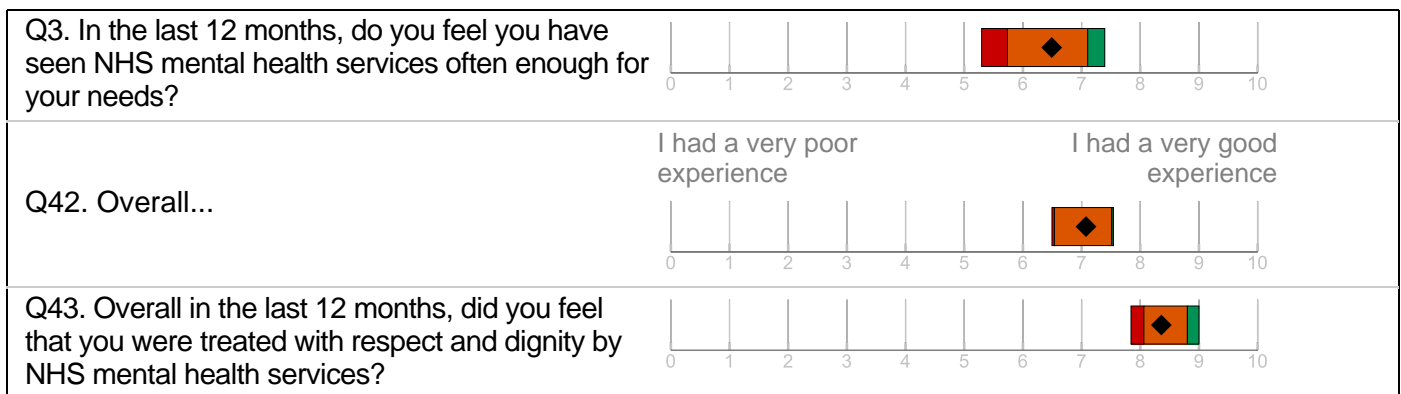 Q3. In the last 12 months, do you feel you have
seen NHS mental health services often enough for
your needs?
0 1 2 3 4 5 6 7 8 9 10
I had a very poor
experience
I had a very good
experience
Q42. Overall...
0 1 2 3 4 5 6 7 8 9 10
Q43. Overall in the last 12 months, did you feel
that you were treated with respect and dignity by
NHS mental health services?
0 1 2 3 4 5 6 7 8 9 10